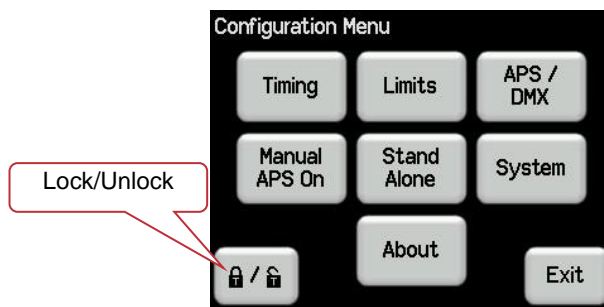 Configuration Menu
Timing
Limits
APS /
DMX
Manual
APS On
Stand
Alone
System
Lock/Unlock
About
/
Exit